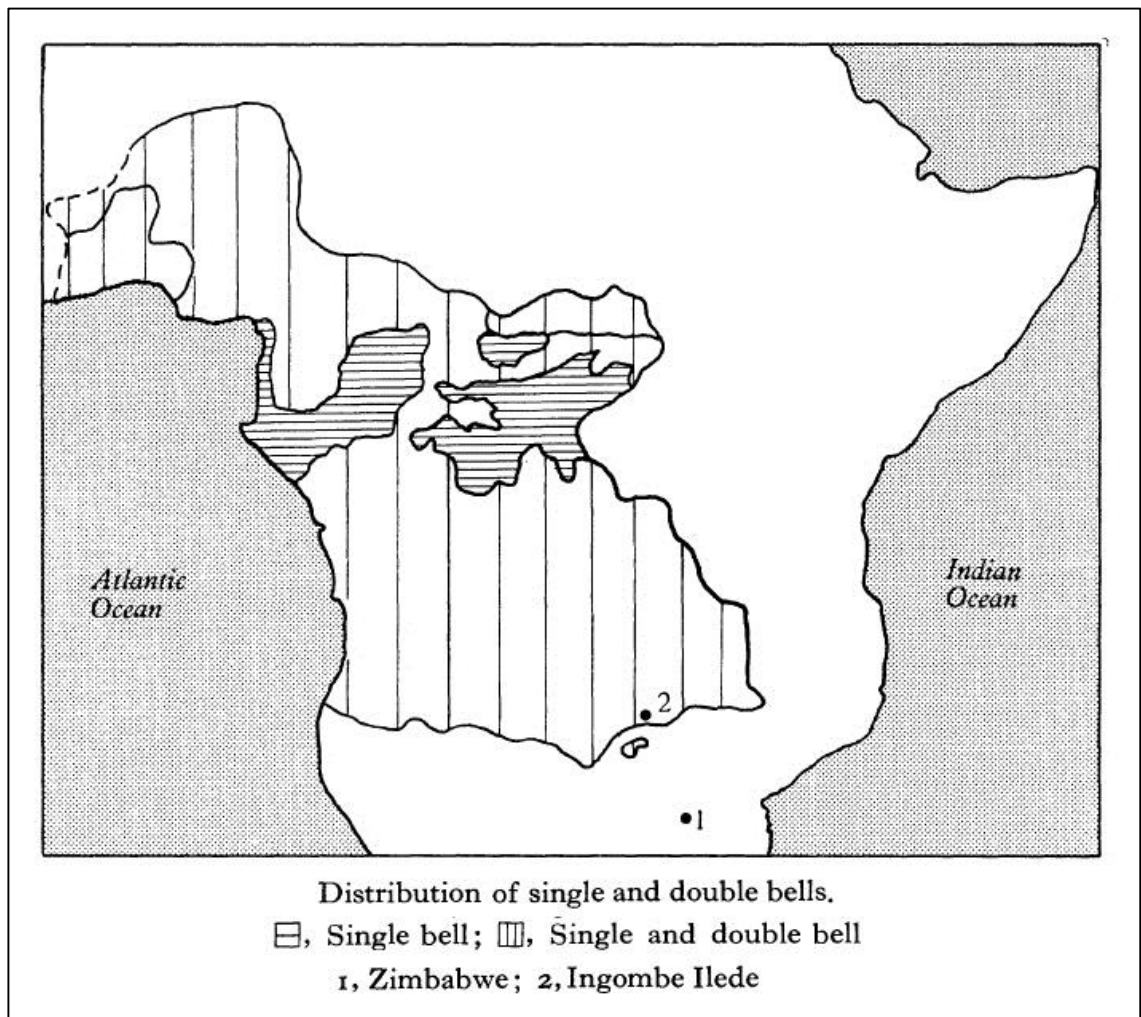 Atlantic
Ocean
Indian
Ocean
2
1
Distribution of single and double bells.
, Single bell; , Single and double bell
1, Zimbabwe; 2, Ingombe Ilede